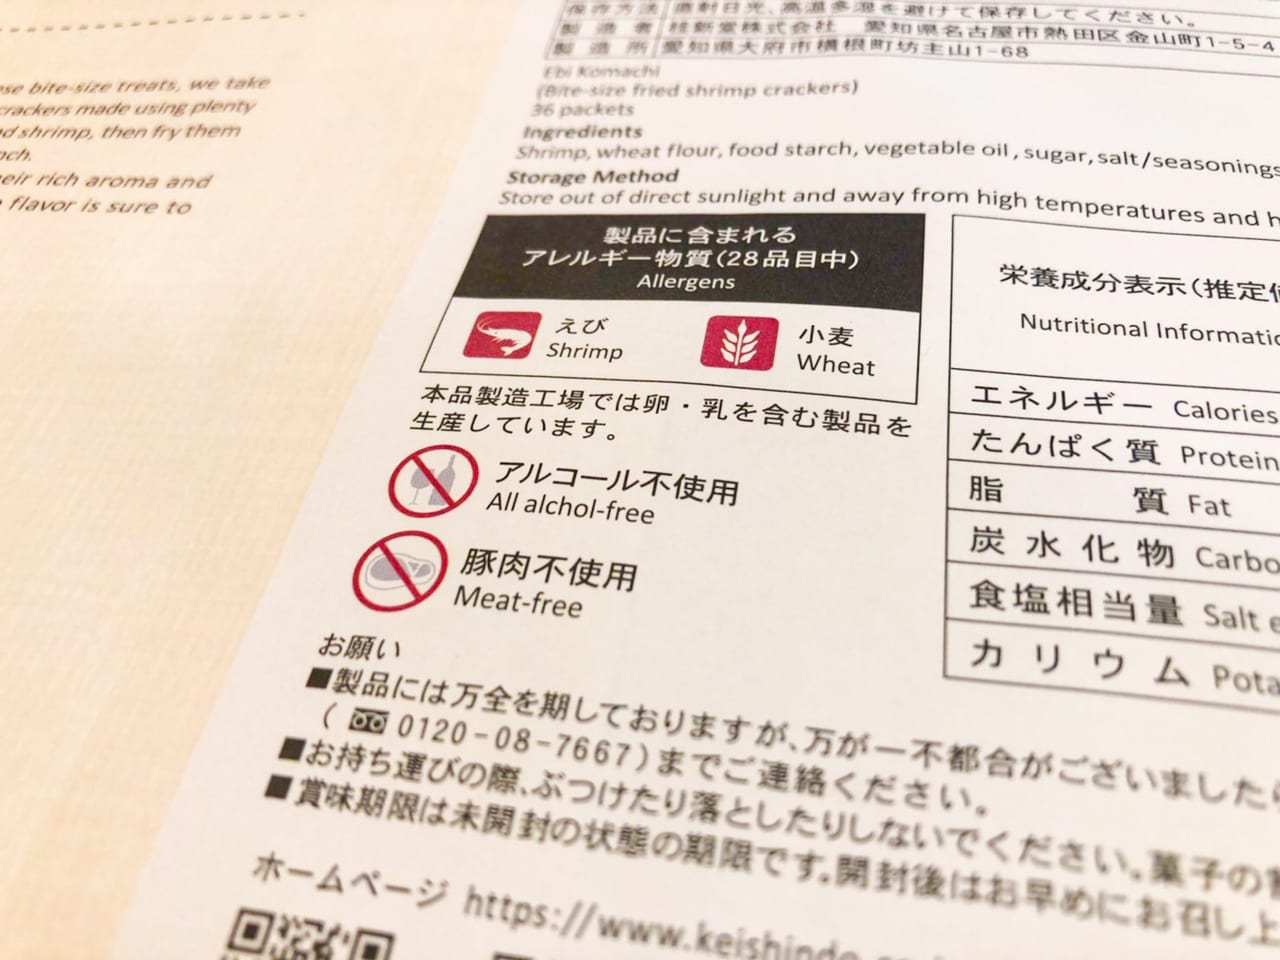 se bite-size treats, we take
crackers made using plenty
d shrimp, then fry them
ch.
eir rich aroma and
flavor is sure to
保存方法 直射日光、高温多湿を避けて保存してください。
製造者 桂新堂株式会社 愛知県名古屋市熱田区金山町1-5-4
製造所 愛知県大府市横根町坊主山1-68
Ebi Komachi
(Bite-size fried shrimp crackers)
36 packets
Ingredients
Shrimp, wheat flour, food starch, vegetable oil, sugar, salt/seasonings
Storage Method
Store out of direct sunlight and away from high temperatures and h
製品に含まれる
アレルギー物質(28品目中)
Allergens
えび
Shrimp
小麦
Wheat
本品製造工場では卵・乳を含む製品を
生産しています。
アルコール不使用
All alchol-free
豚肉不使用
Meat-free
栄養成分表示(推定値
Nutritional Informatio
エネルギー Calories
たんぱく質 Protein
脂質 Fat
炭水化物 Carbo
食塩相当量 Salt e
カリウム Pota
お願い
■製品には万全を期しておりますが、万が一不都合がございましたら
(0120-08-7667)までご連絡ください。
■お持ち運びの際、ぶつけたり落としたりしないでください。菓子の
■賞味期限は未開封の状態の期限です。開封後はお早めにお召し上
ホームページ https://www.keishindo